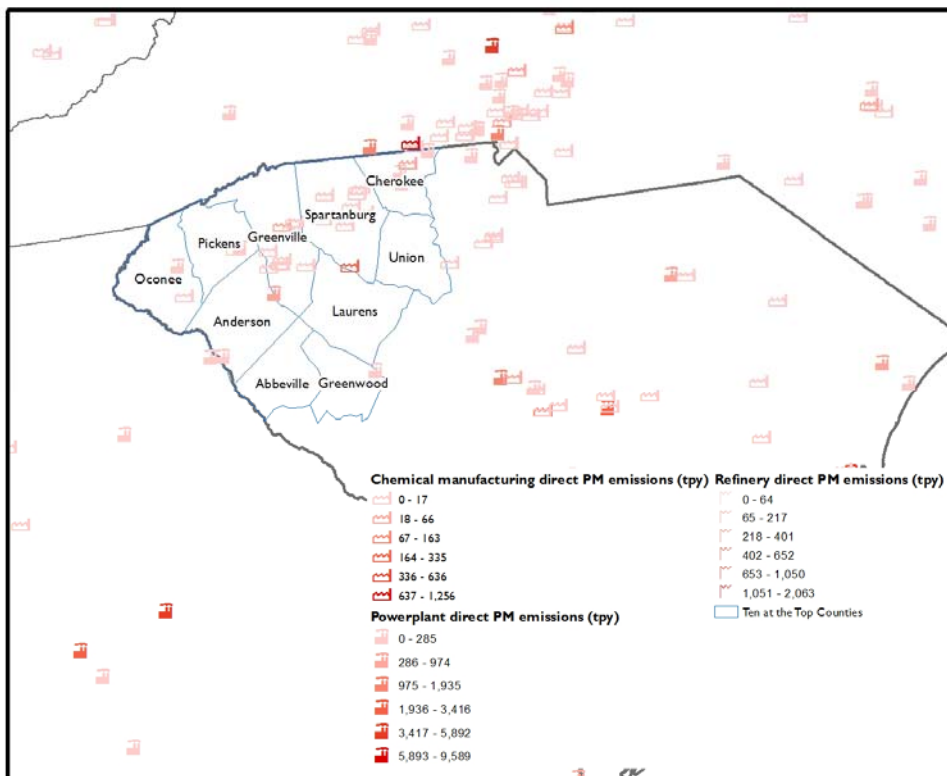 Cherokee
Spartanburg
Pickens
Greenville
Union
Oconee
Laurens
Anderson
Abbeville
Greenwood
Chemical manufacturing direct PM emissions (tpy)
0 - 17
18 - 66
67 - 163
164 - 335
336 - 636
637 - 1,256
Powerplant direct PM emissions (tpy)
0 - 285
286 - 974
975 - 1,935
1,936 - 3,416
3,417 - 5,892
5,893 - 9,589
Refinery direct PM emissions (tpy)
0 - 64
65 - 217
218 - 401
402 - 652
653 - 1,050
1,051 - 2,063
Ten at the Top Counties